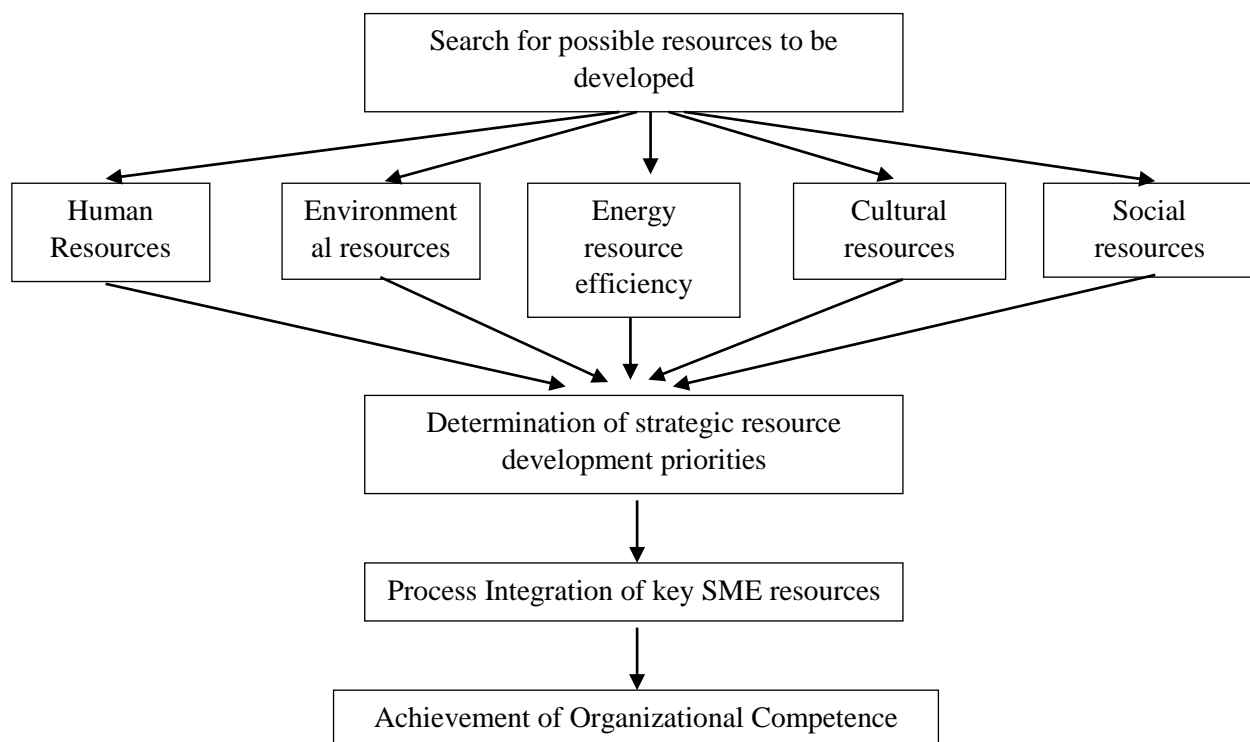 Search for possible resources to be
developed
Human
Resources
Environment
al resources
Energy
resource
efficiency
Cultural
resources
Social
resources
Determination of strategic resource
development priorities
Process Integration of key SME resources
Achievement of Organizational Competence